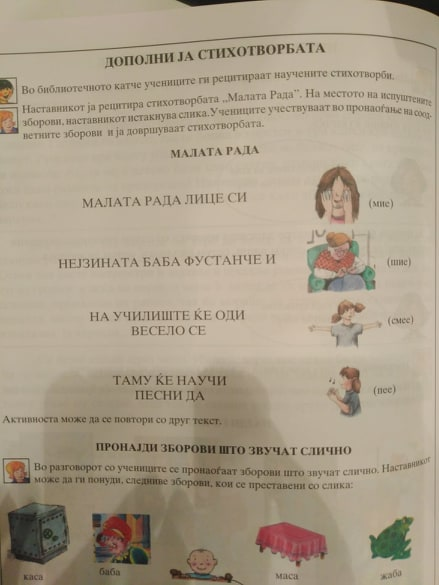 ДОПОЛНИ ЈА СТИХОТВОРБАТА
Во библиотечното катче учениците ги рецитираат научените стихотворби.
Наставникот ја рецитира стихотворбата „Малата Рада”. На местото на испуштените
зборови, наставникот истакнува слика.Учениците учествуваат во пронаоѓање на соод-
ветните зборови и ја довршуваат стихотворбата.
МАЛАТА РАДА
МАЛАТА РАДА ЛИЦЕ СИ (мие)
НЕЈЗИНАТА БАБА ФУСТАНЧЕ И (шие)
НА УЧИЛИШТЕ ЌЕ ОДИ
ВЕСЕЛО СЕ (смее)
ТАМУ ЌЕ НАУЧИ
ПЕСНИ ДА (пее)
Активноста може да се повтори со друг текст.
ПРОНАЈДИ ЗБОРОВИ ШТО ЗВУЧАТ СЛИЧНО
Во разговорот со учениците се пронаоѓаат зборови што звучат слично. Наставникот
може да ги понуди, следниве зборови, кои се преставени со слика:
каса баба маса жаба